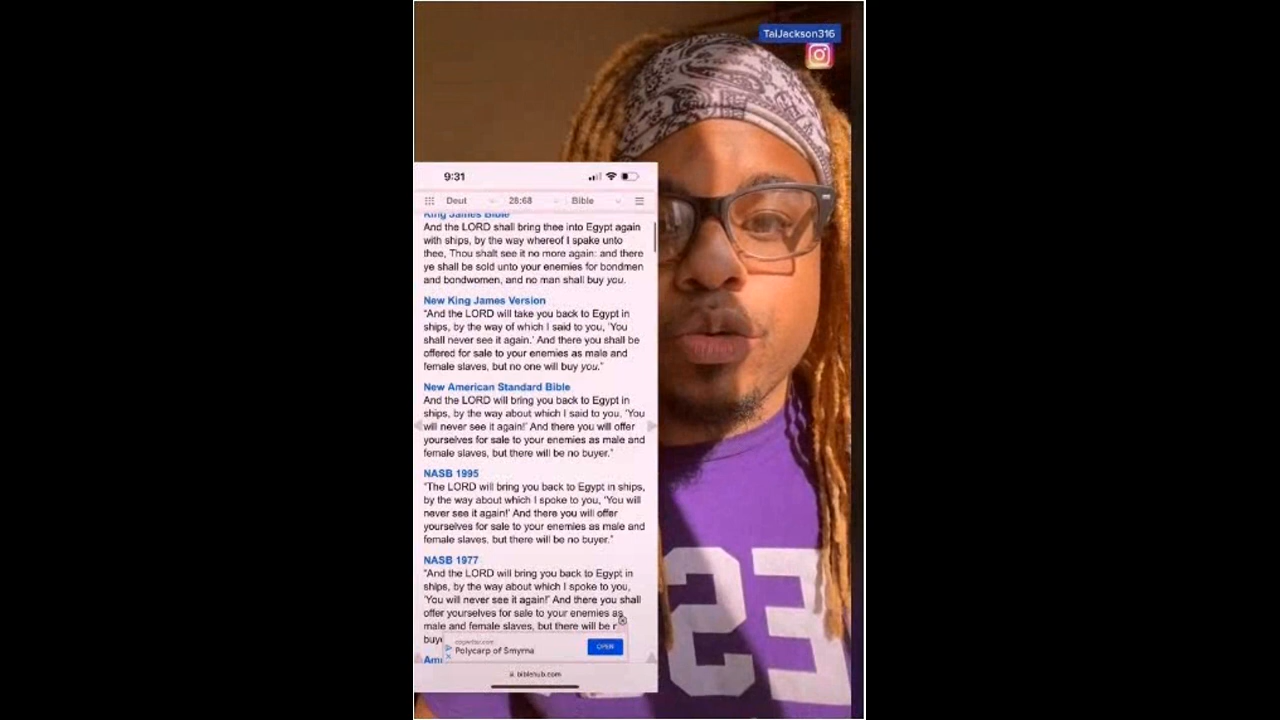 TaiJackson316
9:31
Deut 28:68 Bible
King James Bible
And the LORD shall bring thee into Egypt again
with ships, by the way whereof I spake unto
thee, Thou shalt see it no more again: and there
ye shall be sold unto your enemies for bondmen
and bondwomen, and no man shall buy you.
New King James Version
“And the LORD will take you back to Egypt in
ships, by the way of which I said to you, ‘You
shall never see it again.’ And there you shall be
offered for sale to your enemies as male and
female slaves, but no one will buy you.”
New American Standard Bible
And the LORD will bring you back to Egypt in
ships, by the way about which I said to you, ‘You
will never see it again!’ And there you will offer
yourselves for sale to your enemies as male and
female slaves, but there will be no buyer.”
NASB 1995
“The LORD will bring you back to Egypt in ships,
by the way about which I spoke to you, ‘You will
never see it again!’ And there you will offer
yourselves for sale to your enemies as male and
female slaves, but there will be no buyer.”
NASB 1977
“And the LORD will bring you back to Egypt in
ships, by the way about which I spoke to you,
‘You will never see it again!’ And there you shall
offer yourselves for sale to your enemies as
male and female slaves, but there will be
Polycarp of Smyrna
OPEN
biblehub.com
23